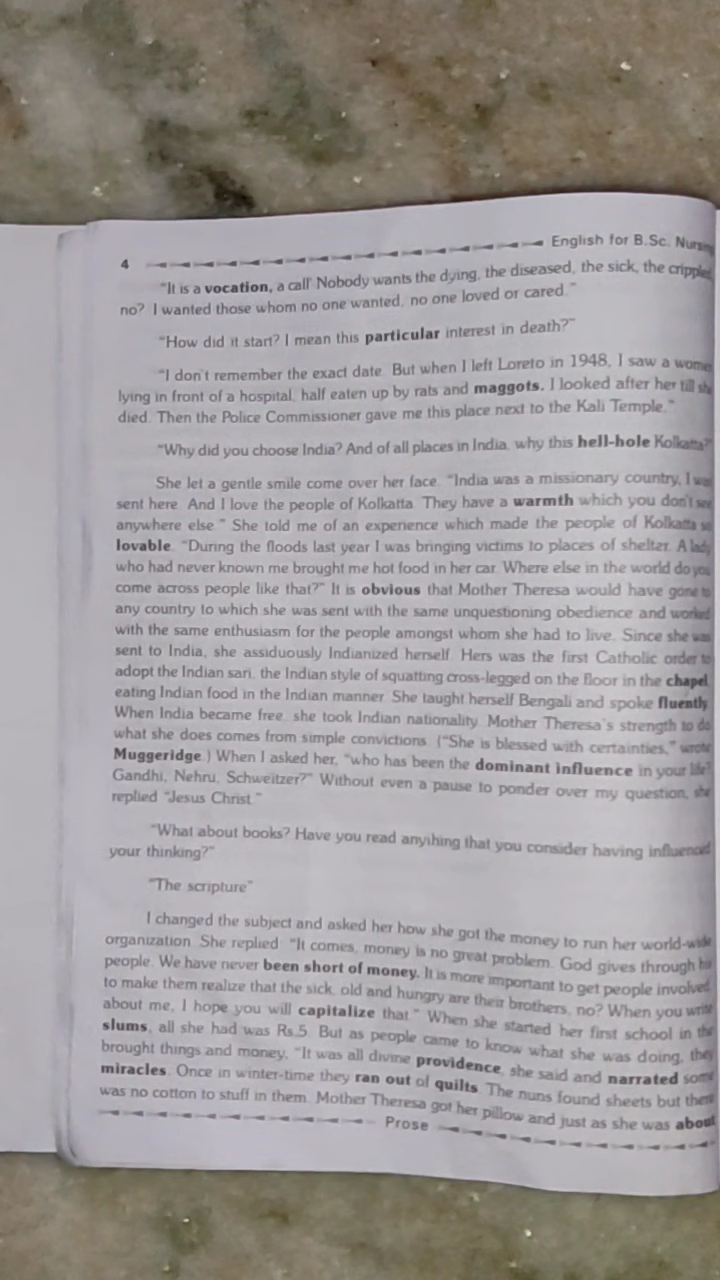 English for B.Sc. Nursing
4
"It is a vocation, a call. Nobody wants the dying, the diseased, the sick, the crippled
no? I wanted those whom no one wanted, no one loved or cared."
"How did it start? I mean this particular interest in death?"
"I don't remember the exact date. But when I left Loreto in 1948, I saw a women
lying in front of a hospital, half eaten up by rats and maggots. I looked after her till she
died. Then the Police Commissioner gave me this place next to the Kali Temple."
"Why did you choose India? And of all places in India, why this hell-hole Kolkatta?"
She let a gentle smile come over her face. "India was a missionary country, I was
sent here. And I love the people of Kolkatta. They have a warmth which you don't see
anywhere else." She told me of an experience which made the people of Kolkatta so
lovable. "During the floods last year I was bringing victims to places of shelter. A lady
who had never known me brought me hot food in her car. Where else in the world do you
come across people like that?" It is obvious that Mother Theresa would have gone to
any country to which she was sent with the same unquestioning obedience and worked
with the same enthusiasm for the people amongst whom she had to live. Since she was
sent to India, she assiduously Indianized herself. Hers was the first Catholic order to
adopt the Indian sari, the Indian style of squatting cross-legged on the floor in the chapel
eating Indian food in the Indian manner. She taught herself Bengali and spoke fluently.
When India became free, she took Indian nationality. Mother Theresa's strength to do
what she does comes from simple convictions. ("She is blessed with certainties," wrote
Muggeridge.) When I asked her, "who has been the dominant influence in your life?
Gandhi, Nehru, Schweitzer?" Without even a pause to ponder over my question, she
replied "Jesus Christ."
"What about books? Have you read anyihing that you consider having influenced
your thinking?"
"The scripture"
I changed the subject and asked her how she got the money to run her world-wide
organization. She replied: "It comes, money is no great problem. God gives through his
people. We have never been short of money. It is more important to get people involved,
to make them realize that the sick, old and hungry are their brothers, no? When you write
about me, I hope you will capitalize that." When she started her first school in the
slums, all she had was Rs.5. But as people came to know what she was doing, they
brought things and money, "It was all divine providence, she said and narrated some
miracles. Once in winter-time they ran out of quilts. The nuns found sheets but there
was no cotton to stuff in them. Mother Theresa got her pillow and just as she was about
Prose